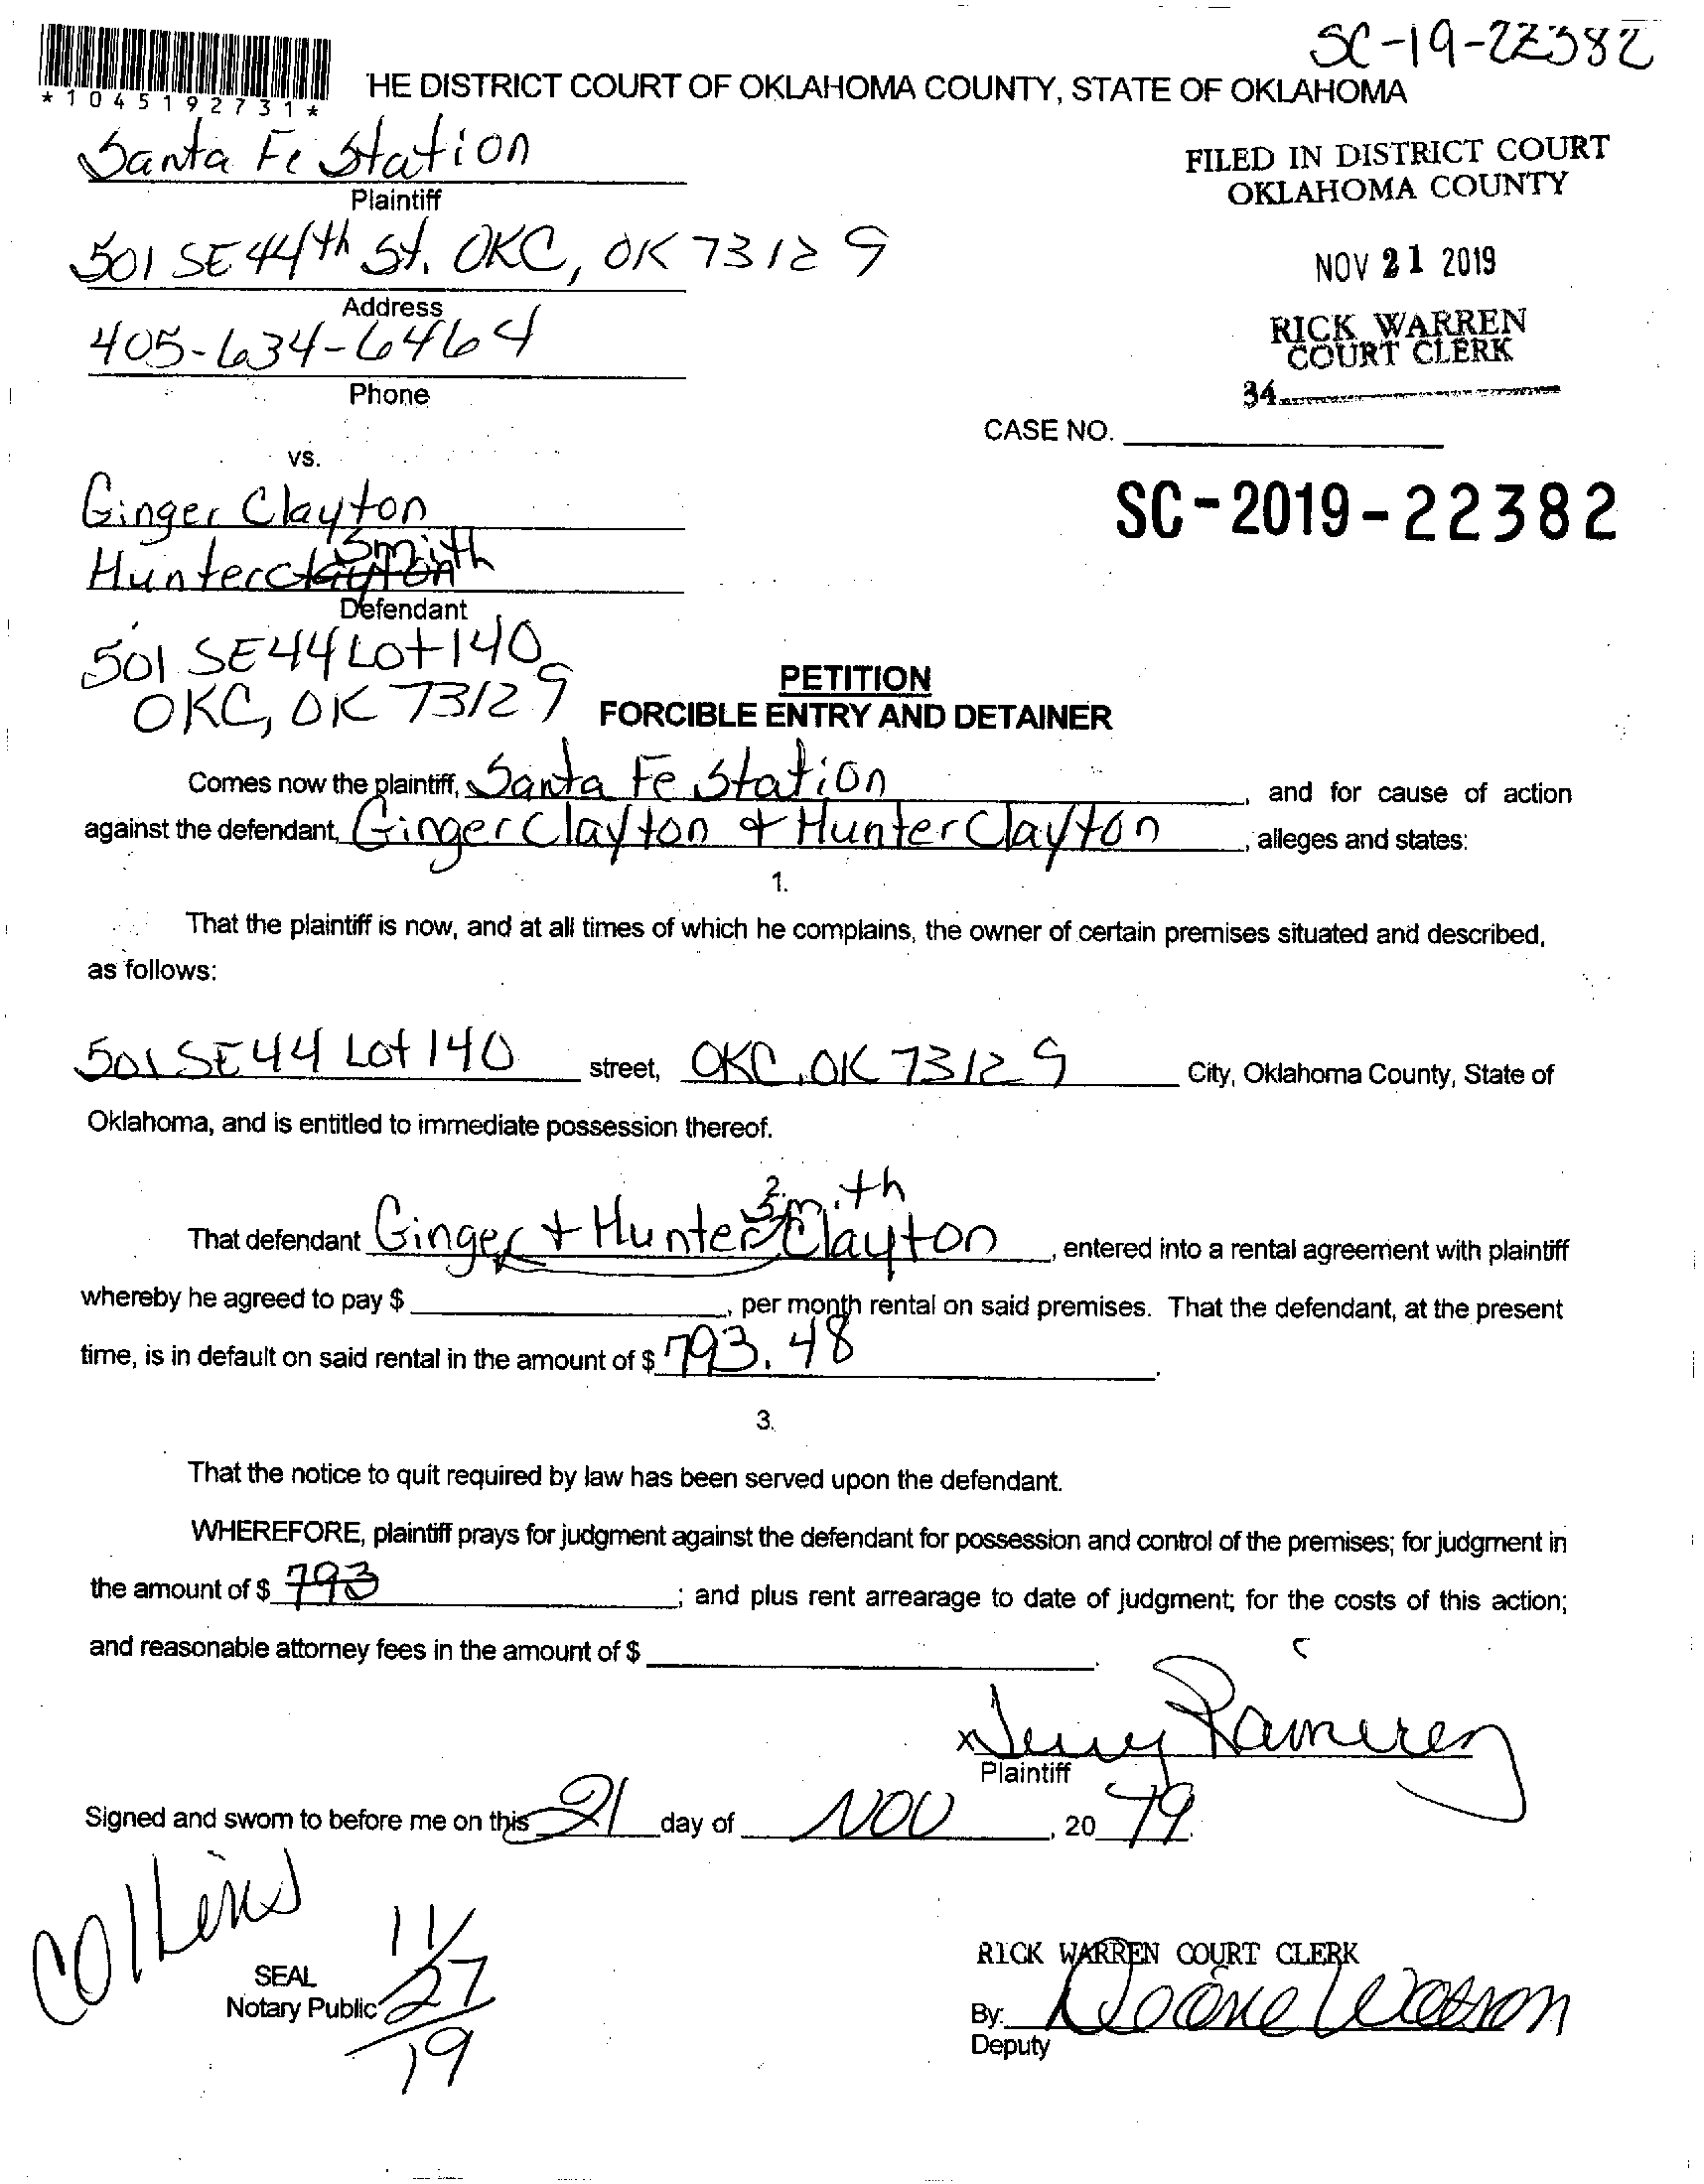 SC-19-22382
*1045192731*
HE DISTRICT COURT OF OKLAHOMA COUNTY, STATE OF OKLAHOMA
Santa Fe Station
Plaintiff
FILED IN DISTRICT COURT
OKLAHOMA COUNTY
501 SE 44th St. OKC, OK 73129
Address
NOV 21 2019
405-634-6464
Phone
RICK WARREN
COURT CLERK
34
CASE NO.
vs.
SC-2019-22382
Ginger Clayton
Smith
Hunter Clayton
Defendant
501 SE 44 Lot 140
OKC, OK 73129
PETITION
FORCIBLE ENTRY AND DETAINER
Comes now the plaintiff, Santa Fe Station, and for cause of action
against the defendant, Ginger Clayton & Hunter Clayton, alleges and states:
1.
That the plaintiff is now, and at all times of which he complains, the owner of certain premises situated and described,
as follows:
501 SE 44 Lot 140 street, OKC, OK 73129 City, Oklahoma County, State of
Oklahoma, and is entitled to immediate possession thereof.
2.
Smith
That defendant Ginger + Hunter Clayton, entered into a rental agreement with plaintiff
whereby he agreed to pay $, per month rental on said premises. That the defendant, at the present
time, is in default on said rental in the amount of $ 793.48.
3.
That the notice to quit required by law has been served upon the defendant.
WHEREFORE, plaintiff prays for judgment against the defendant for possession and control of the premises; for judgment in
the amount of $ 793; and plus rent arrearage to date of judgment; for the costs of this action;
and reasonable attorney fees in the amount of $.
x Ramirez
Plaintiff
Signed and sworn to before me on this 21 day of NOV, 2019.
Collins
11/27/19
SEAL
Notary Public
RICK WARREN COURT CLERK
By: Watson
Deputy